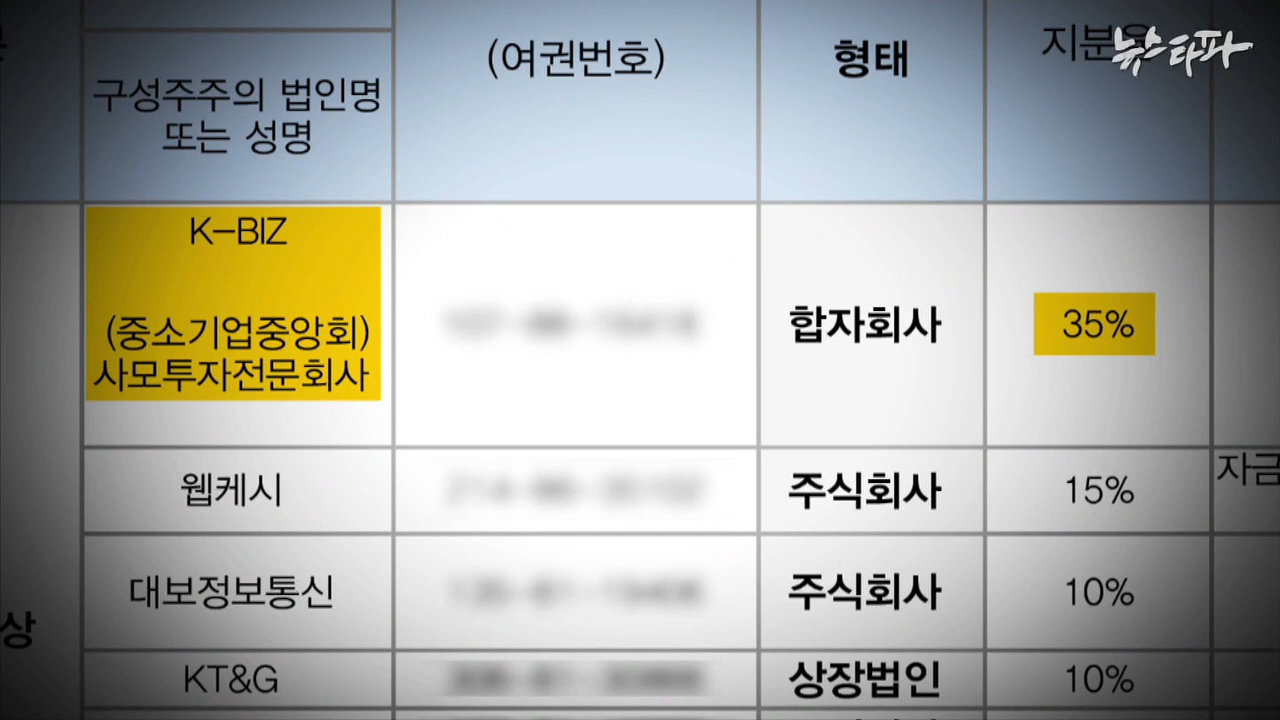 뉴스타파
구성주주의 법인명
또는 성명
(여권번호)
형태
지분율
K-BIZ
(중소기업중앙회)
사모투자전문회사
합자회사
35%
웹케시
주식회사
15%
자금
대보정보통신
주식회사
10%
상
KT&G
상장법인
10%